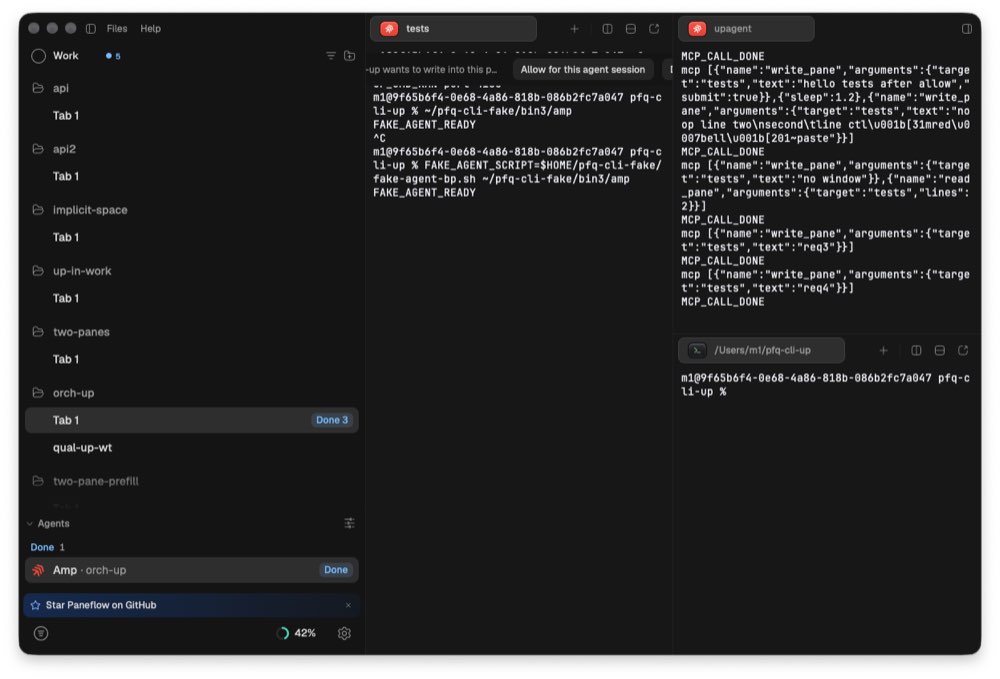 Files Help
Work 5
api
Tab 1
api2
Tab 1
implicit-space
Tab 1
up-in-work
Tab 1
two-panes
Tab 1
orch-up
Tab 1 Done 3
qual-up-wt
two-pane-prefill
Agents
Done 1
Amp · orch-up Done
Star Paneflow on GitHub
42%
tests
-up wants to write into this p... Allow for this agent session
m1@9f65b6f4-0e68-4a86-818b-086b2fc7a047 pfq-c
li-up % ~/pfq-cli-fake/bin3/amp
FAKE_AGENT_READY
^C
m1@9f65b6f4-0e68-4a86-818b-086b2fc7a047 pfq-c
li-up % FAKE_AGENT_SCRIPT=$HOME/pfq-cli-fake/
fake-agent-bp.sh ~/pfq-cli-fake/bin3/amp
FAKE_AGENT_READY
upagent
MCP_CALL_DONE
mcp [{"name":"write_pane","arguments":{"targe
t":"tests","text":"hello tests after allow","
submit":true}},{"sleep":1.2},{"name":"write_p
ane","arguments":{"target":"tests","text":"no
op line two\nsecond\tline ctl\u001b[31mred\u0
007bell\u001b[201~paste"}}]
MCP_CALL_DONE
mcp [{"name":"write_pane","arguments":{"targe
t":"tests","text":"no window"}},{"name":"read
_pane","arguments":{"target":"tests","lines":
2}}]
MCP_CALL_DONE
mcp [{"name":"write_pane","arguments":{"targe
t":"tests","text":"req3"}}]
MCP_CALL_DONE
mcp [{"name":"write_pane","arguments":{"targe
t":"tests","text":"req4"}}]
MCP_CALL_DONE
/Users/m1/pfq-cli-up
m1@9f65b6f4-0e68-4a86-818b-086b2fc7a047 pfq-c
li-up %